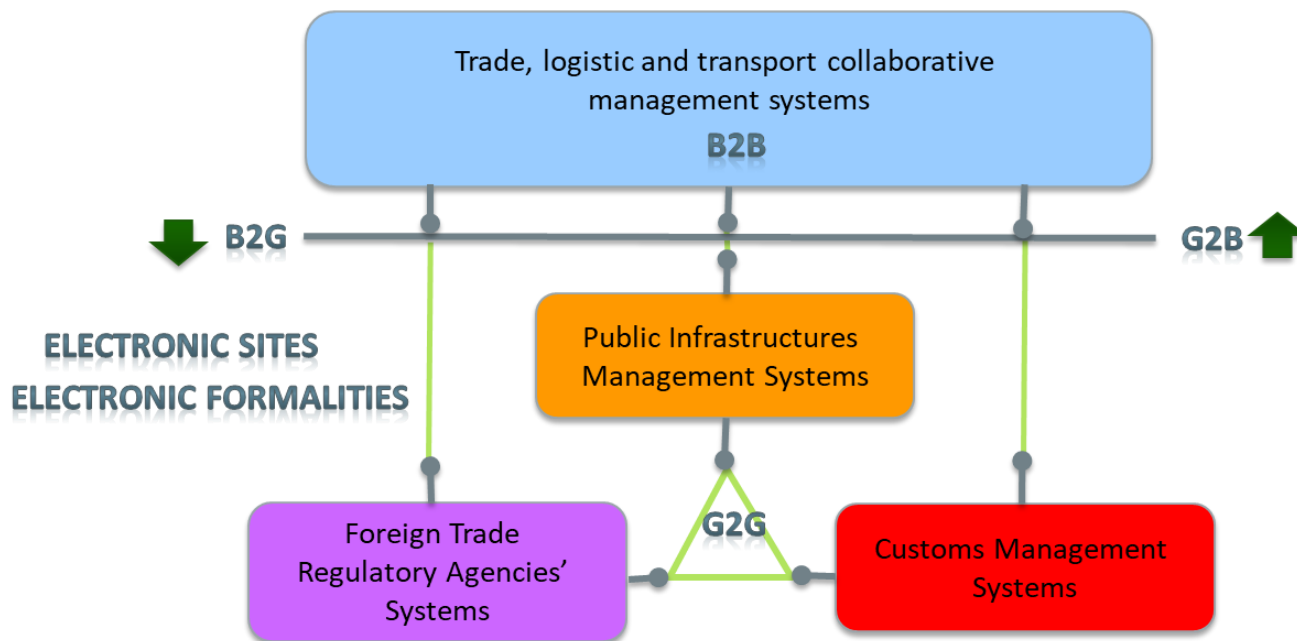 Trade, logistic and transport collaborative
management systems
B2B
B2G
G2B
ELECTRONIC SITES
ELECTRONIC FORMALITIES
Public Infrastructures
Management Systems
G2G
Foreign Trade
Regulatory Agencies’
Systems
Customs Management
Systems